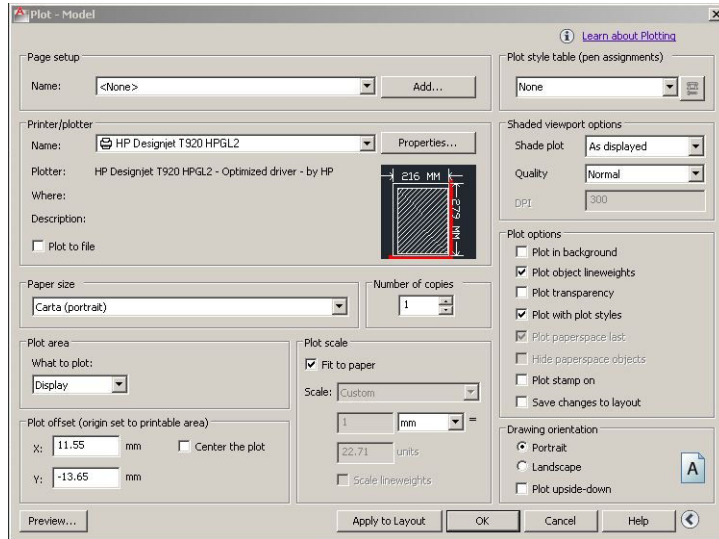 Plot - Model
Learn about Plotting
Page setup
Name: <None> Add...
Plot style table (pen assignments)
None
Printer/plotter
Name: HP Designjet T920 HPGL2 Properties...
Plotter: HP Designjet T920 HPGL2 - Optimized driver - by HP
Where:
Description:
Plot to file
216 MM
279 MM
Shaded viewport options
Shade plot As displayed
Quality Normal
DPI 300
Paper size
Carta (portrait)
Number of copies
1
Plot options
Plot in background
Plot object lineweights
Plot transparency
Plot with plot styles
Plot paperspace last
Hide paperspace objects
Plot stamp on
Save changes to layout
Plot area
What to plot:
Display
Plot scale
Fit to paper
Scale: Custom
1 mm =
22.71 units
Scale lineweights
Plot offset (origin set to printable area)
X: 11.55 mm Center the plot
Y: -13.65 mm
Drawing orientation
Portrait
Landscape
Plot upside-down
A
Preview... Apply to Layout OK Cancel Help